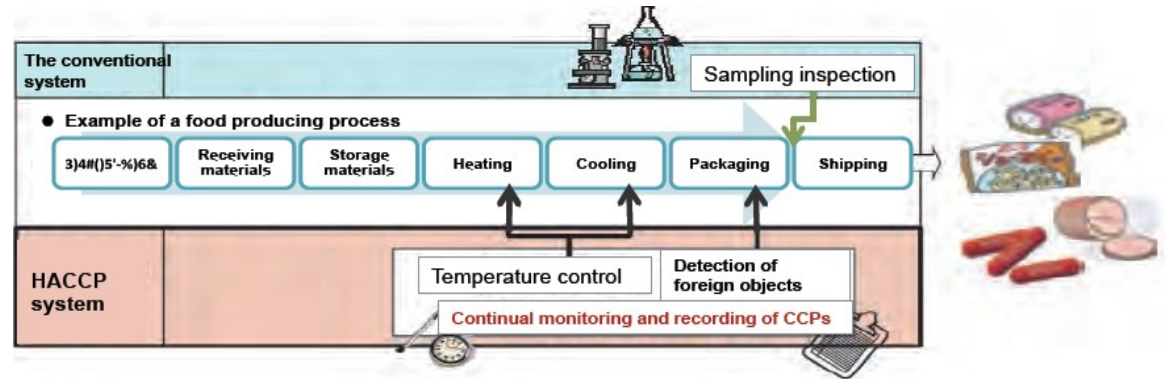 The conventional
system
Sampling inspection
● Example of a food producing process
3)4#()5'-%)6&
Receiving
materials
Storage
materials
Heating
Cooling
Packaging
Shipping
HACCP
system
Temperature control
Detection of
foreign objects
Continual monitoring and recording of CCPs